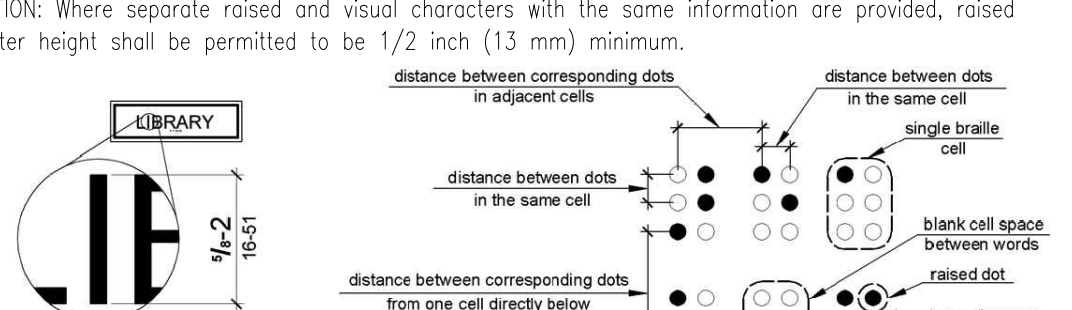 TION: Where separate raised and visual characters with the same information are provided, raised
ter height shall be permitted to be 1/2 inch (13 mm) minimum.
LIBRARY
LIB
5/8-2
16-51
distance between corresponding dots
in adjacent cells
distance between dots
in the same cell
single braille
cell
distance between dots
in the same cell
blank cell space
between words
raised dot
distance between corresponding dots
from one cell directly below